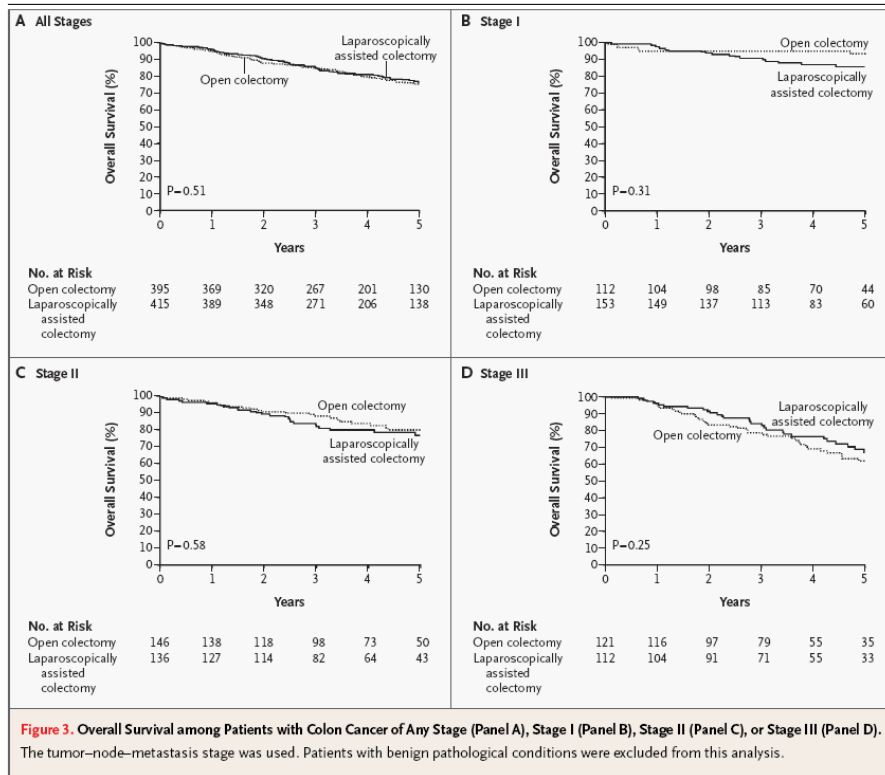 A All Stages
100
90
80
70
60
50
40
30
20
10
0
Overall Survival (%)
Laparoscopically
assisted colectomy
Open colectomy
P=0.51
0 1 2 3 4 5
Years
No. at Risk
Open colectomy 395 369 320 267 201 130
Laparoscopically 415 389 348 271 206 138
assisted
colectomy
B Stage I
100
90
80
70
60
50
40
30
20
10
0
Overall Survival (%)
Open colectomy
Laparoscopically
assisted colectomy
P=0.31
0 1 2 3 4 5
Years
No. at Risk
Open colectomy 112 104 98 85 70 44
Laparoscopically 153 149 137 113 83 60
assisted
colectomy
C Stage II
100
90
80
70
60
50
40
30
20
10
0
Overall Survival (%)
Open colectomy
Laparoscopically
assisted colectomy
P=0.58
0 1 2 3 4 5
Years
No. at Risk
Open colectomy 146 138 118 98 73 50
Laparoscopically 136 127 114 82 64 43
assisted
colectomy
D Stage III
100
90
80
70
60
50
40
30
20
10
0
Overall Survival (%)
Laparoscopically
assisted colectomy
Open colectomy
P=0.25
0 1 2 3 4 5
Years
No. at Risk
Open colectomy 121 116 97 79 55 35
Laparoscopically 112 104 91 71 55 33
assisted
colectomy
Figure 3. Overall Survival among Patients with Colon Cancer of Any Stage (Panel A), Stage I (Panel B), Stage II (Panel C), or Stage III (Panel D).
The tumor–node–metastasis stage was used. Patients with benign pathological conditions were excluded from this analysis.